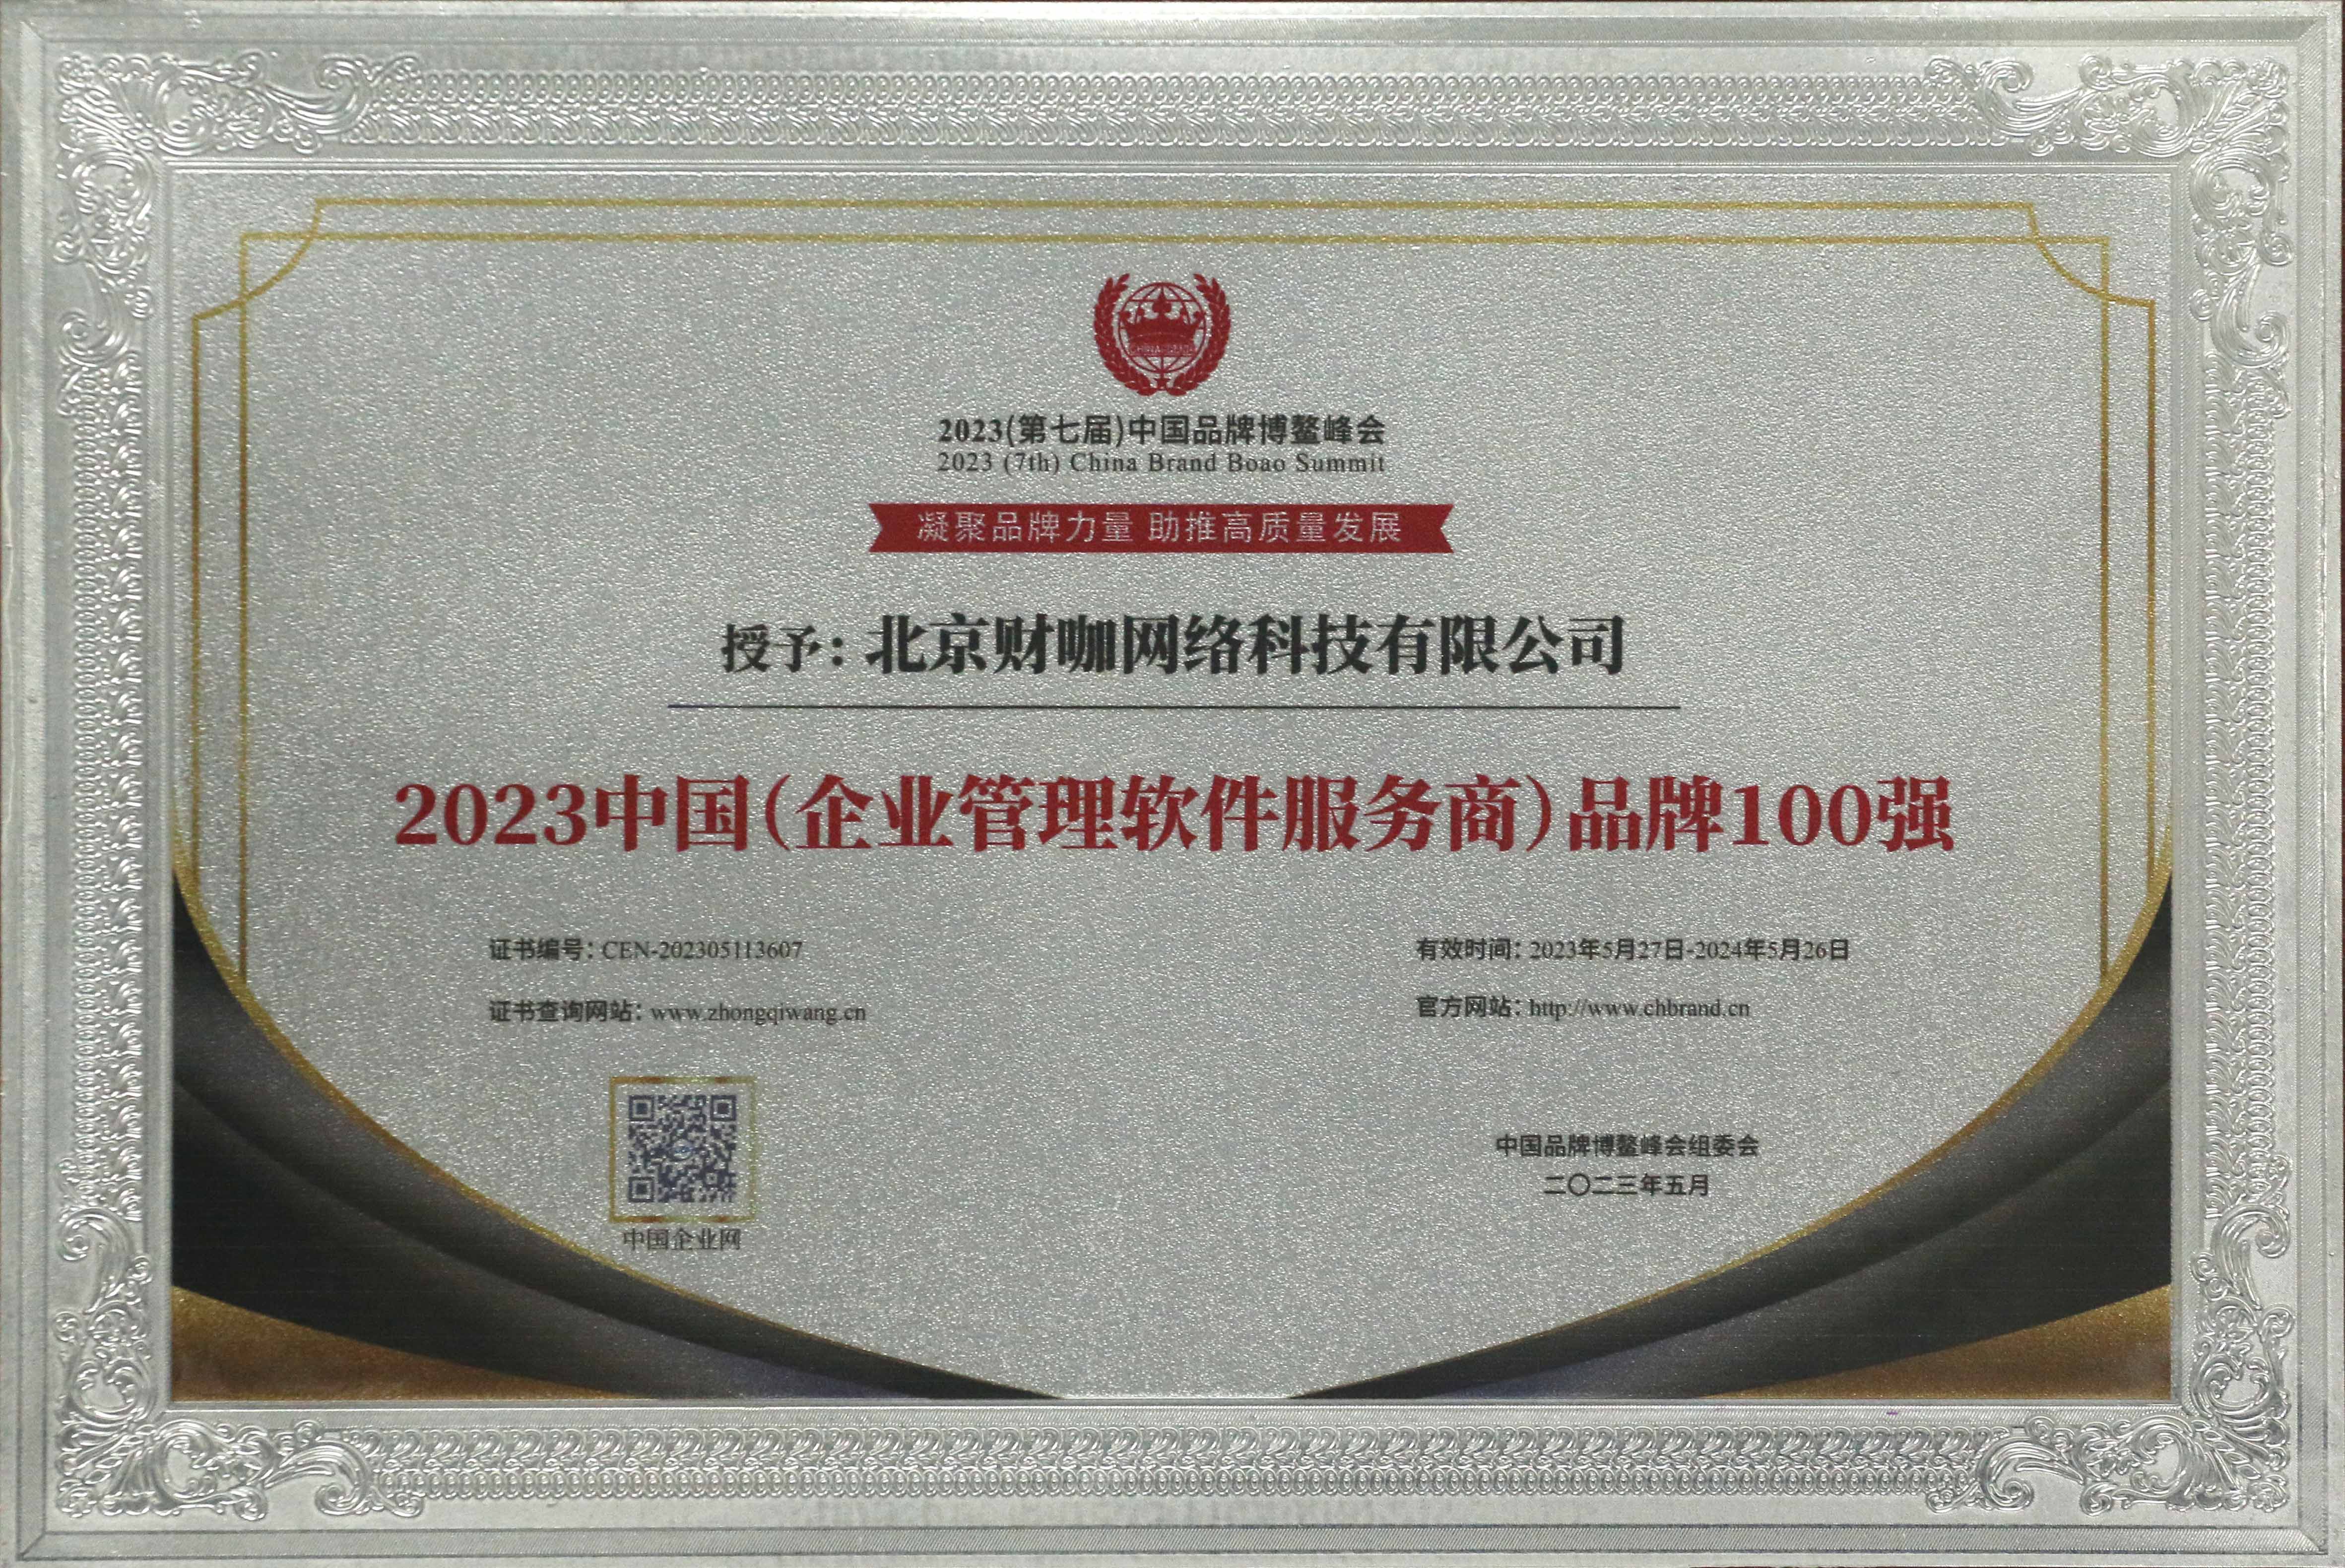 2023(第七届)中国品牌博鳌峰会
2023 (7th) China Brand Boao Summit
凝聚品牌力量 助推高质量发展
授予：北京财咖网络科技有限公司
2023中国（企业管理软件服务商）品牌100强
证书编号：CEN-202305113607
有效时间：2023年5月27日-2024年5月26日
证书查询网站：www.zhongqiwang.cn
官方网站：http://www.chbrand.cn
中国企业网
中国品牌博鳌峰会组委会
二〇二三年五月